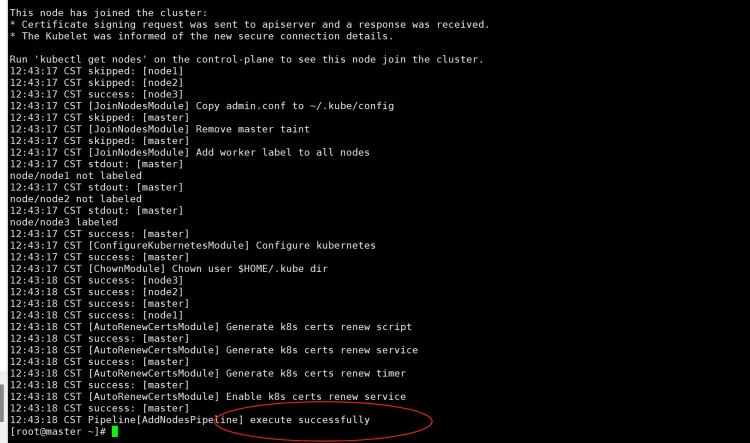 This node has joined the cluster:
* Certificate signing request was sent to apiserver and a response was received.
* The Kubelet was informed of the new secure connection details.
Run 'kubectl get nodes' on the control-plane to see this node join the cluster.
12:43:17 CST skipped: [node1]
12:43:17 CST skipped: [node2]
12:43:17 CST success: [node3]
12:43:17 CST [JoinNodesModule] Copy admin.conf to ~/.kube/config
12:43:17 CST skipped: [master]
12:43:17 CST [JoinNodesModule] Remove master taint
12:43:17 CST skipped: [master]
12:43:17 CST [JoinNodesModule] Add worker label to all nodes
12:43:17 CST stdout: [master]
node/node1 not labeled
12:43:17 CST stdout: [master]
node/node2 not labeled
12:43:17 CST stdout: [master]
node/node3 labeled
12:43:17 CST success: [master]
12:43:17 CST [ConfigureKubernetesModule] Configure kubernetes
12:43:17 CST success: [master]
12:43:17 CST [ChownModule] Chown user $HOME/.kube dir
12:43:18 CST success: [node3]
12:43:18 CST success: [node2]
12:43:18 CST success: [master]
12:43:18 CST success: [node1]
12:43:18 CST [AutoRenewCertsModule] Generate k8s certs renew script
12:43:18 CST success: [master]
12:43:18 CST [AutoRenewCertsModule] Generate k8s certs renew service
12:43:18 CST success: [master]
12:43:18 CST [AutoRenewCertsModule] Generate k8s certs renew timer
12:43:18 CST success: [master]
12:43:18 CST [AutoRenewCertsModule] Enable k8s certs renew service
12:43:18 CST success: [master]
12:43:18 CST Pipeline[AddNodesPipeline] execute successfully
[root@master ~]#